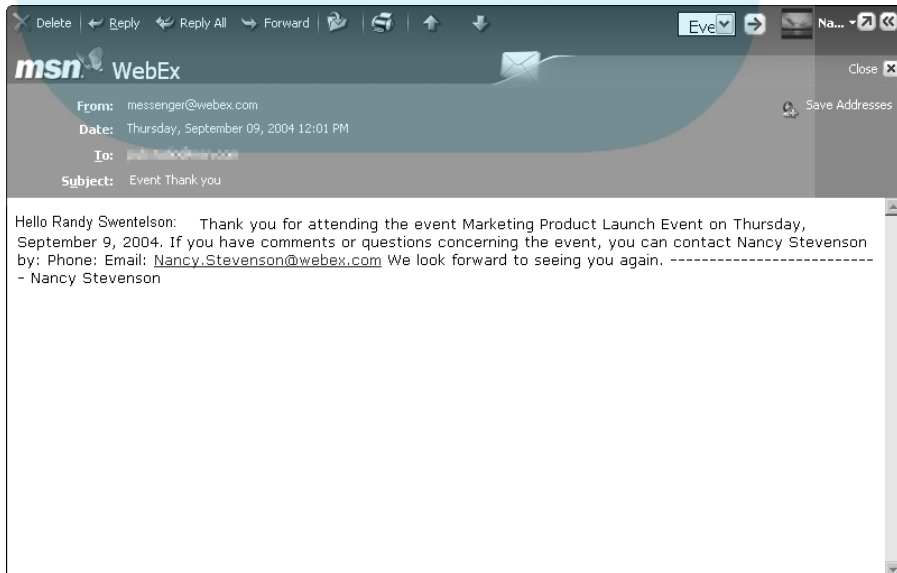 Delete Reply Reply All Forward Eve Na...
msn WebEx Close
From: messenger@webex.com Save Addresses
Date: Thursday, September 09, 2004 12:01 PM
To:
Subject: Event Thank you
Hello Randy Swentelson: Thank you for attending the event Marketing Product Launch Event on Thursday,
September 9, 2004. If you have comments or questions concerning the event, you can contact Nancy Stevenson
by: Phone: Email: Nancy.Stevenson@webex.com We look forward to seeing you again. ---------------------------
- Nancy Stevenson